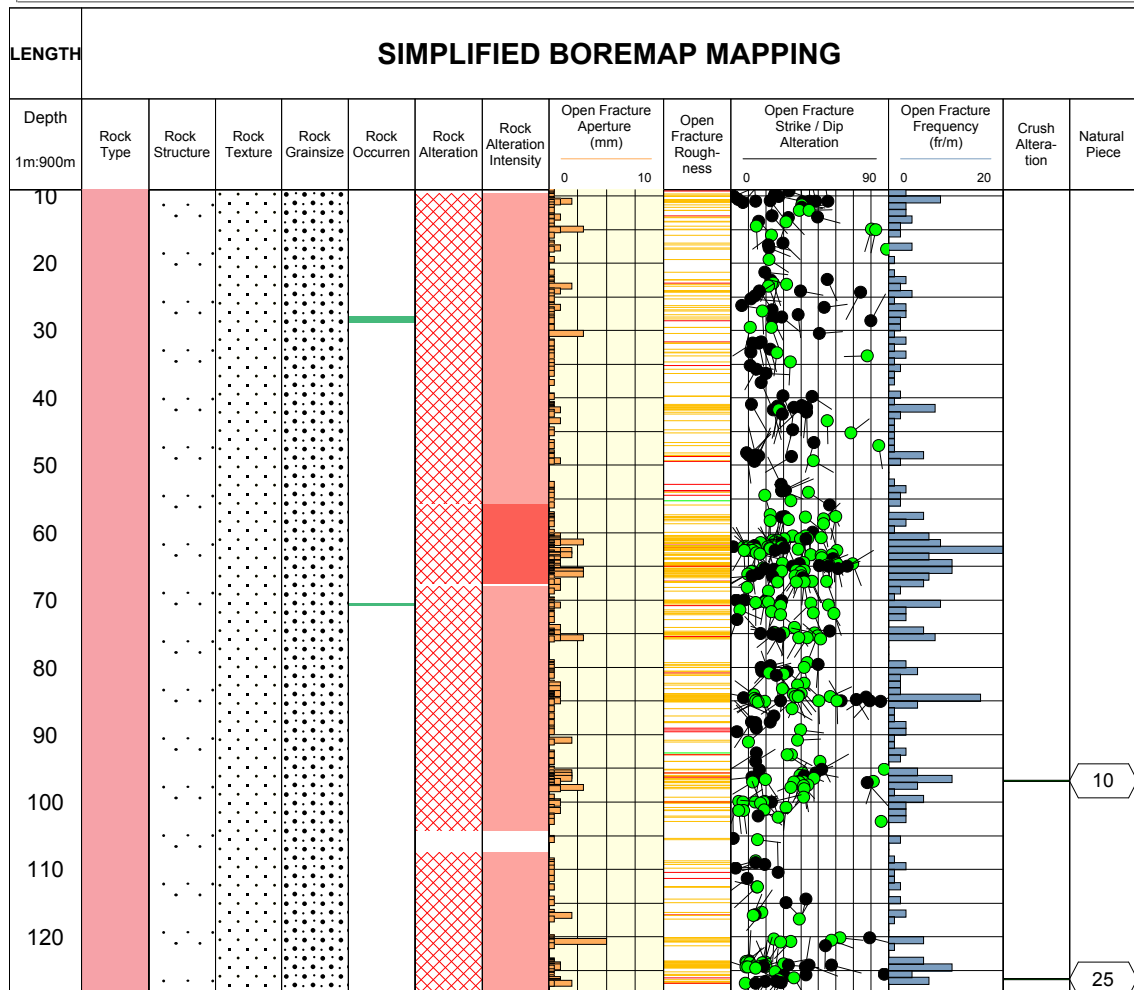 LENGTH
SIMPLIFIED BOREMAP MAPPING
Depth
1m:900m
Rock
Type
Rock
Structure
Rock
Texture
Rock
Grainsize
Rock
Occurren
Rock
Alteration
Rock
Alteration
Intensity
Open Fracture
Aperture
(mm)
0 10
Open
Fracture
Rough-
ness
Open Fracture
Strike / Dip
Alteration
0 90
Open Fracture
Frequency
(fr/m)
0 20
Crush
Altera-
tion
Natural
Piece
10
20
30
40
50
60
70
80
90
10
100
110
120
25